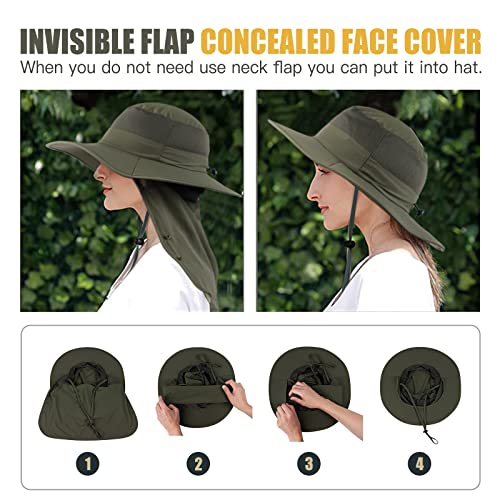 INVISIBLE FLAP CONCEALED FACE COVER
When you do not need use neck flap you can put it into hat.
1 2 3 4